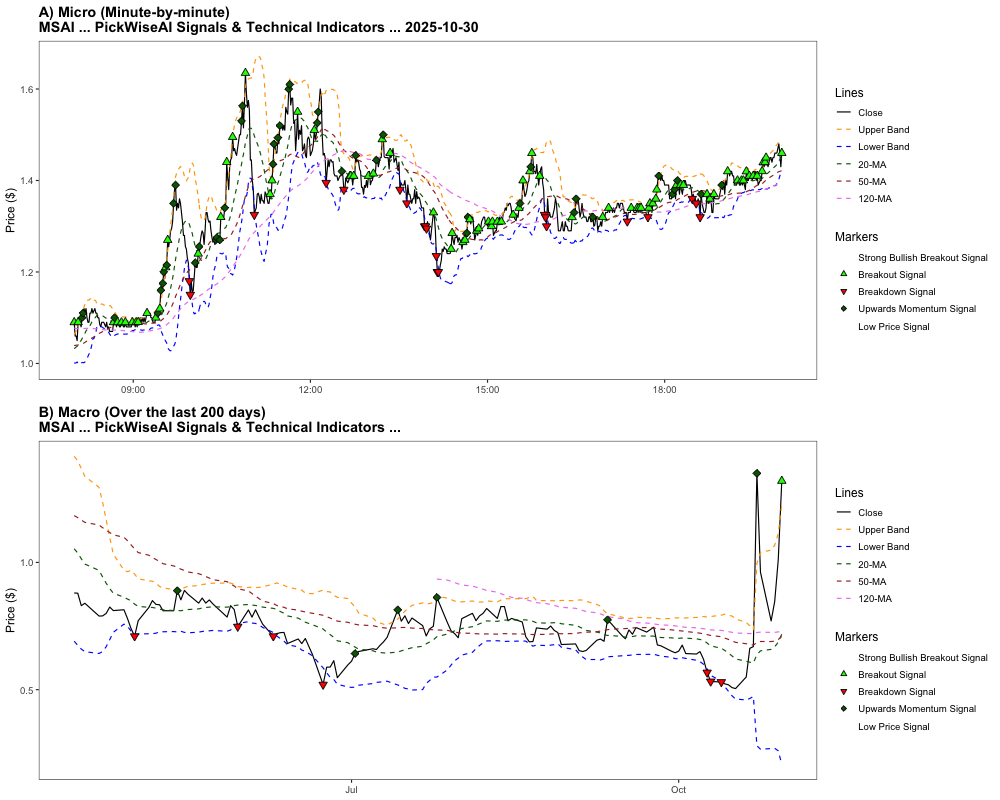 A) Micro (Minute-by-minute)
MSAI ... PickWiseAI Signals & Technical Indicators ... 2025-10-30
Price ($)
1.6
1.4
1.2
1.0
09:00
12:00
15:00
18:00
Lines
Close
Upper Band
Lower Band
20-MA
50-MA
120-MA
Markers
Strong Bullish Breakout Signal
Breakout Signal
Breakdown Signal
Upwards Momentum Signal
Low Price Signal
B) Macro (Over the last 200 days)
MSAI ... PickWiseAI Signals & Technical Indicators ...
Price ($)
1.0
0.5
Jul
Oct
Lines
Close
Upper Band
Lower Band
20-MA
50-MA
120-MA
Markers
Strong Bullish Breakout Signal
Breakout Signal
Breakdown Signal
Upwards Momentum Signal
Low Price Signal